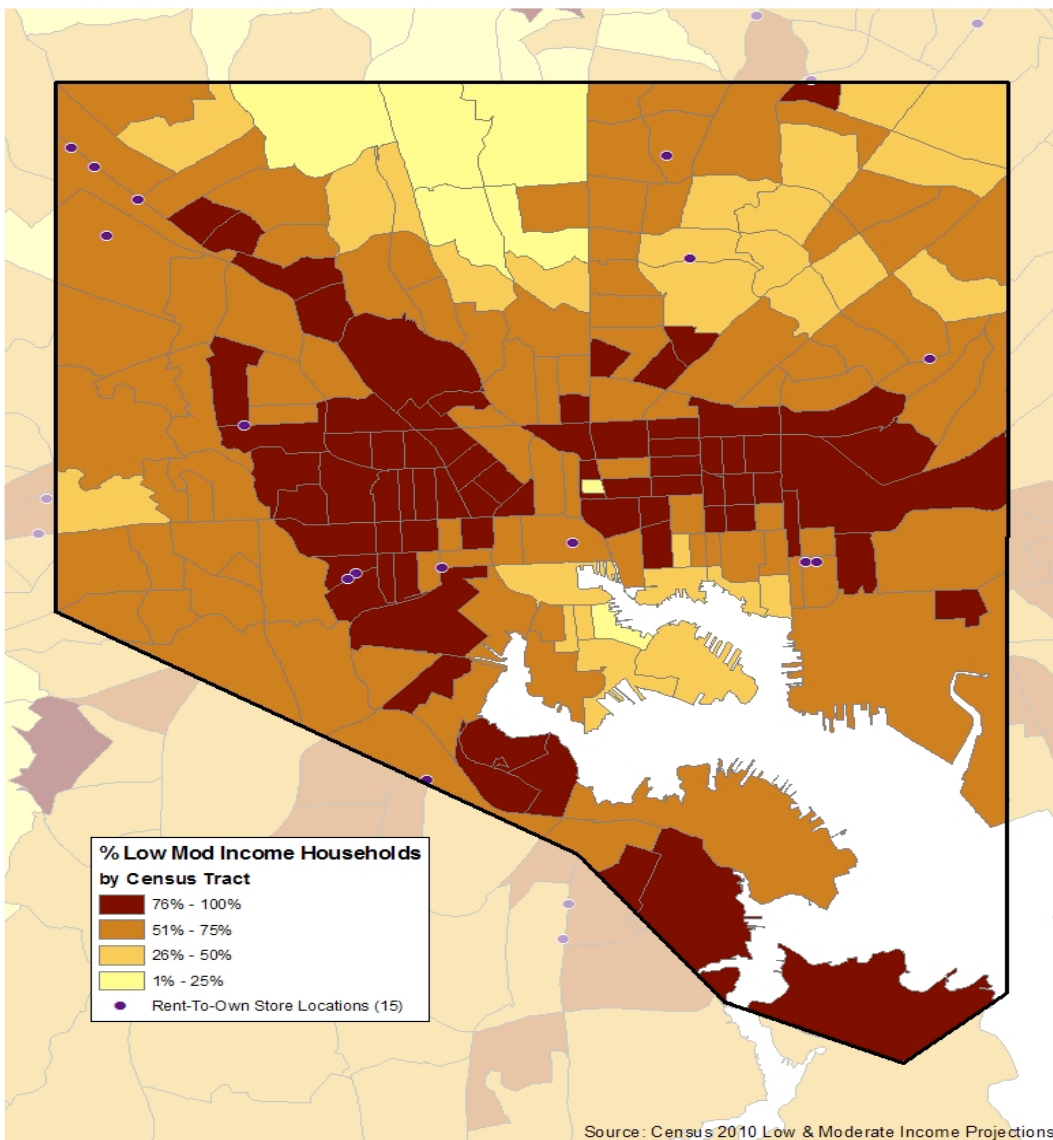 % Low Mod Income Households
by Census Tract
76% - 100%
51% - 75%
26% - 50%
1% - 25%
Rent-To-Own Store Locations (15)
Source: Census 2010 Low & Moderate Income Projections